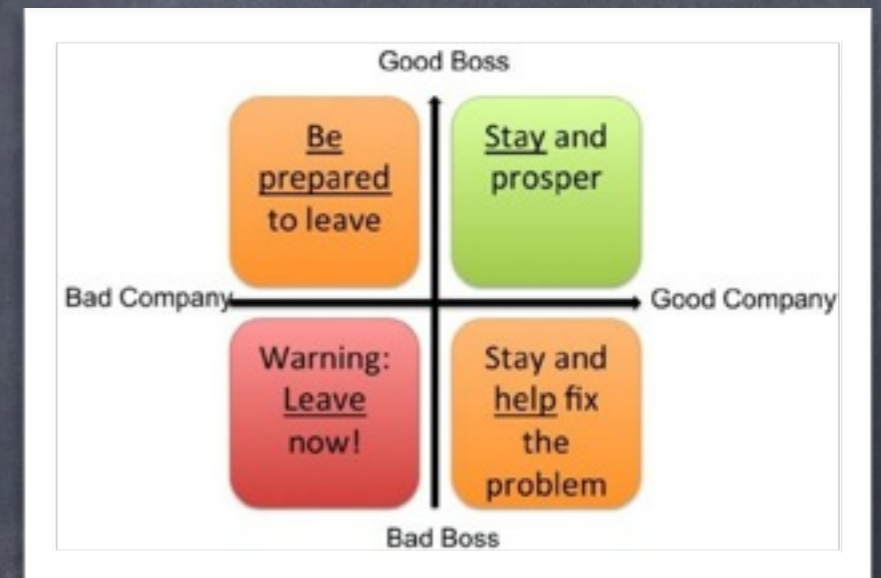 Good Boss
Be
prepared
to leave
Stay and
prosper
Bad Company
Good Company
Warning:
Leave
now!
Stay and
help fix
the
problem
Bad Boss